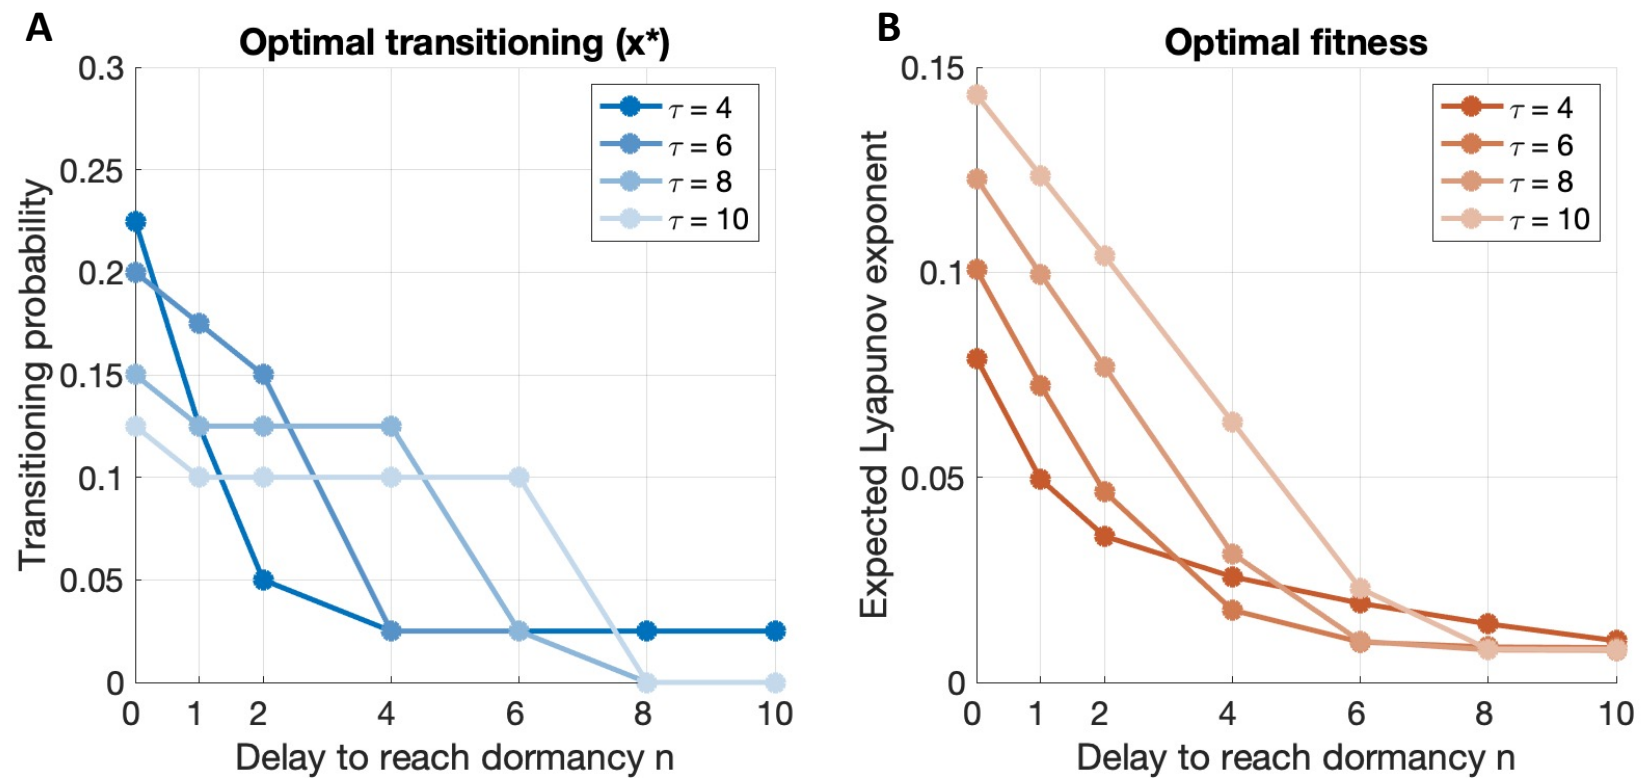 A
Optimal transitioning (x*)
0.3
0.25
0.2
0.15
0.1
0.05
0
Transitioning probability
τ = 4
τ = 6
τ = 8
τ = 10
0 1 2 4 6 8 10
Delay to reach dormancy n
B
Optimal fitness
0.15
0.1
0.05
0
Expected Lyapunov exponent
τ = 4
τ = 6
τ = 8
τ = 10
0 1 2 4 6 8 10
Delay to reach dormancy n